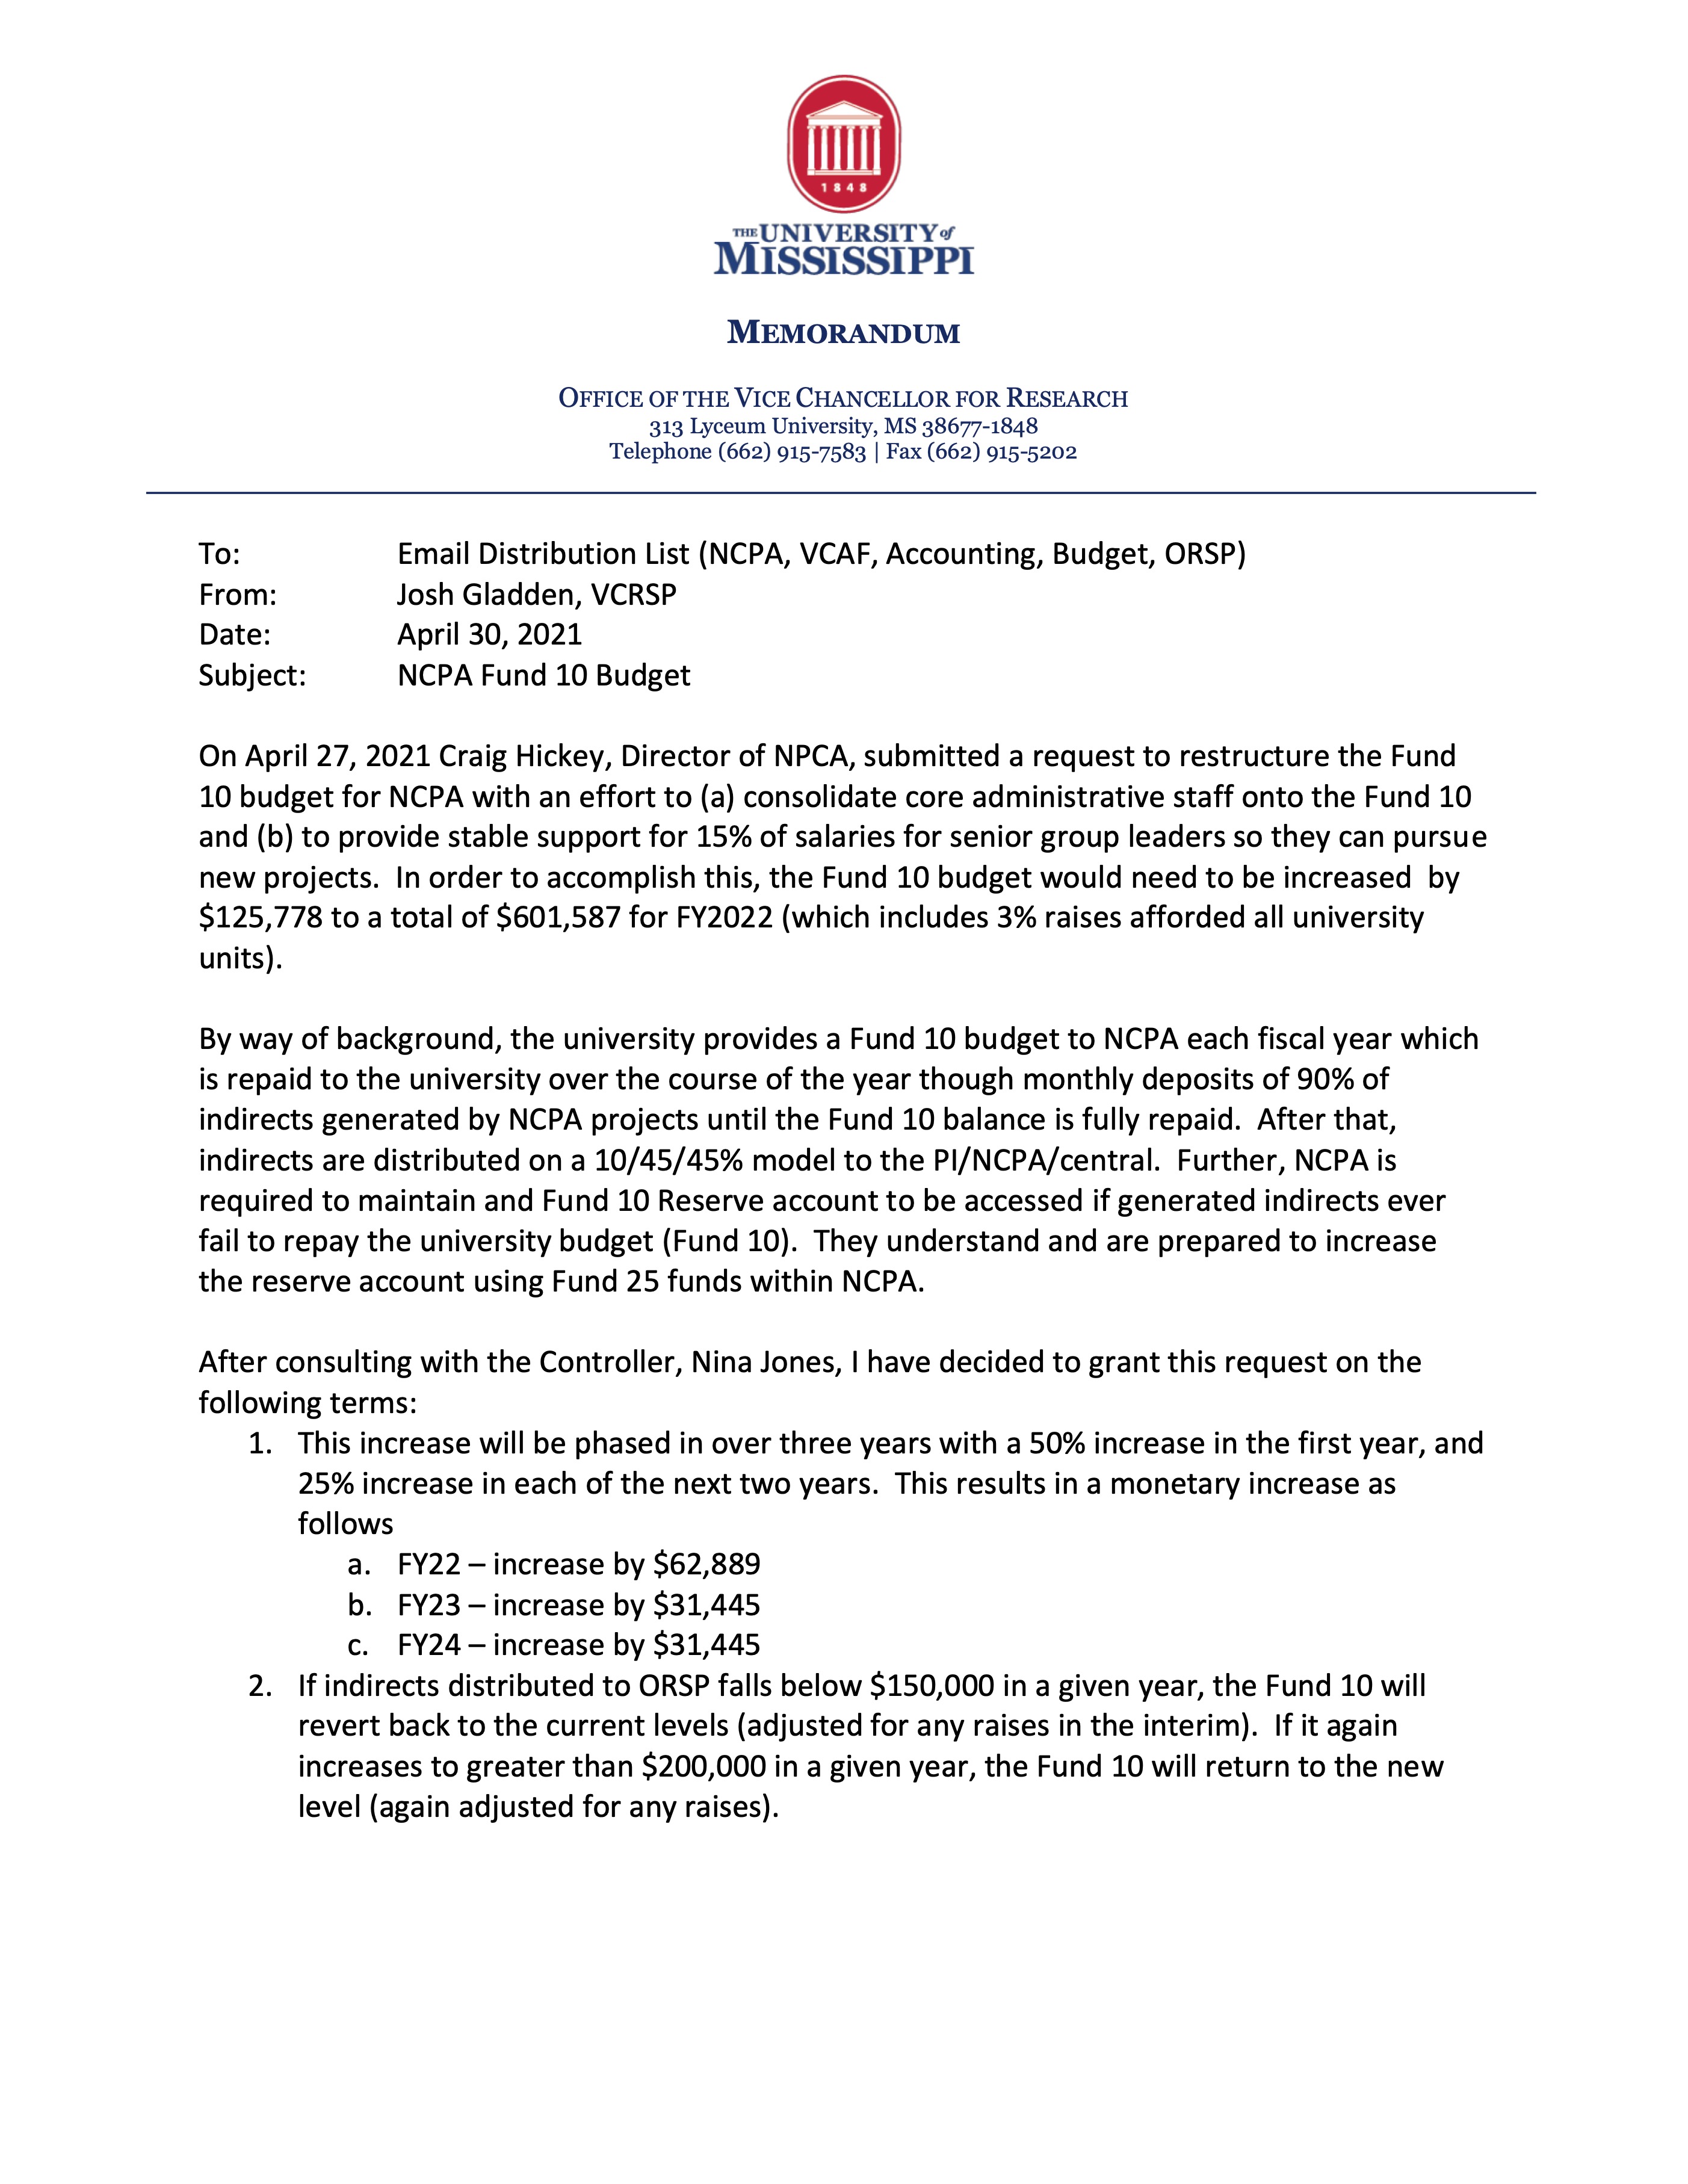 1848
THE UNIVERSITY of
MISSISSIPPI
MEMORANDUM
OFFICE OF THE VICE CHANCELLOR FOR RESEARCH
313 Lyceum University, MS 38677-1848
Telephone (662) 915-7583 | Fax (662) 915-5202
To: Email Distribution List (NCPA, VCAF, Accounting, Budget, ORSP)
From: Josh Gladden, VCRSP
Date: April 30, 2021
Subject: NCPA Fund 10 Budget
On April 27, 2021 Craig Hickey, Director of NPCA, submitted a request to restructure the Fund
10 budget for NCPA with an effort to (a) consolidate core administrative staff onto the Fund 10
and (b) to provide stable support for 15% of salaries for senior group leaders so they can pursue
new projects.  In order to accomplish this, the Fund 10 budget would need to be increased  by
$125,778 to a total of $601,587 for FY2022 (which includes 3% raises afforded all university
units).
By way of background, the university provides a Fund 10 budget to NCPA each fiscal year which
is repaid to the university over the course of the year though monthly deposits of 90% of
indirects generated by NCPA projects until the Fund 10 balance is fully repaid.  After that,
indirects are distributed on a 10/45/45% model to the PI/NCPA/central.  Further, NCPA is
required to maintain and Fund 10 Reserve account to be accessed if generated indirects ever
fail to repay the university budget (Fund 10).  They understand and are prepared to increase
the reserve account using Fund 25 funds within NCPA.
After consulting with the Controller, Nina Jones, I have decided to grant this request on the
following terms:
1. This increase will be phased in over three years with a 50% increase in the first year, and
25% increase in each of the next two years.  This results in a monetary increase as
follows
a. FY22 – increase by $62,889
b. FY23 – increase by $31,445
c. FY24 – increase by $31,445
2. If indirects distributed to ORSP falls below $150,000 in a given year, the Fund 10 will
revert back to the current levels (adjusted for any raises in the interim).  If it again
increases to greater than $200,000 in a given year, the Fund 10 will return to the new
level (again adjusted for any raises).